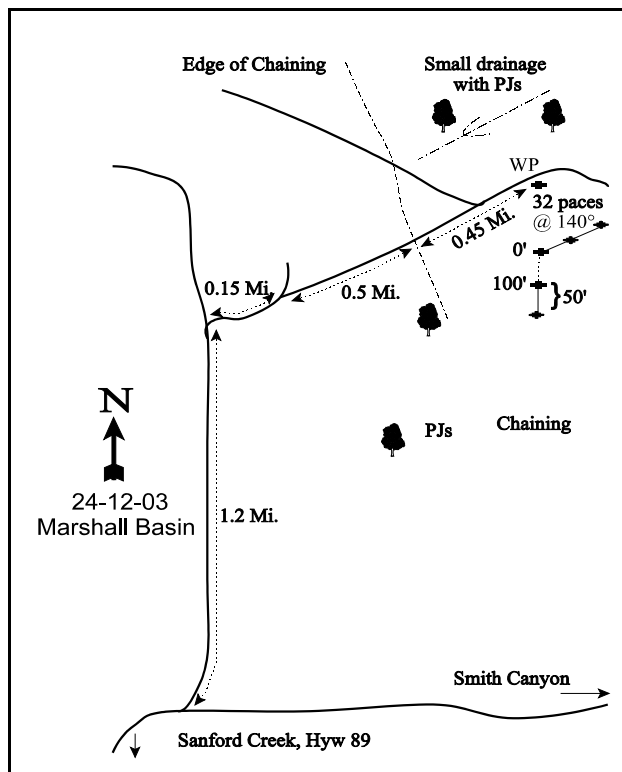 Edge of Chaining
Small drainage
with PJs
WP
32 paces
@ 140°
0.45 Mi.
0'
0.15 Mi.
0.5 Mi.
100'
}50'
N
PJs
Chaining
24-12-03
Marshall Basin
1.2 Mi.
Smith Canyon
Sanford Creek, Hyw 89